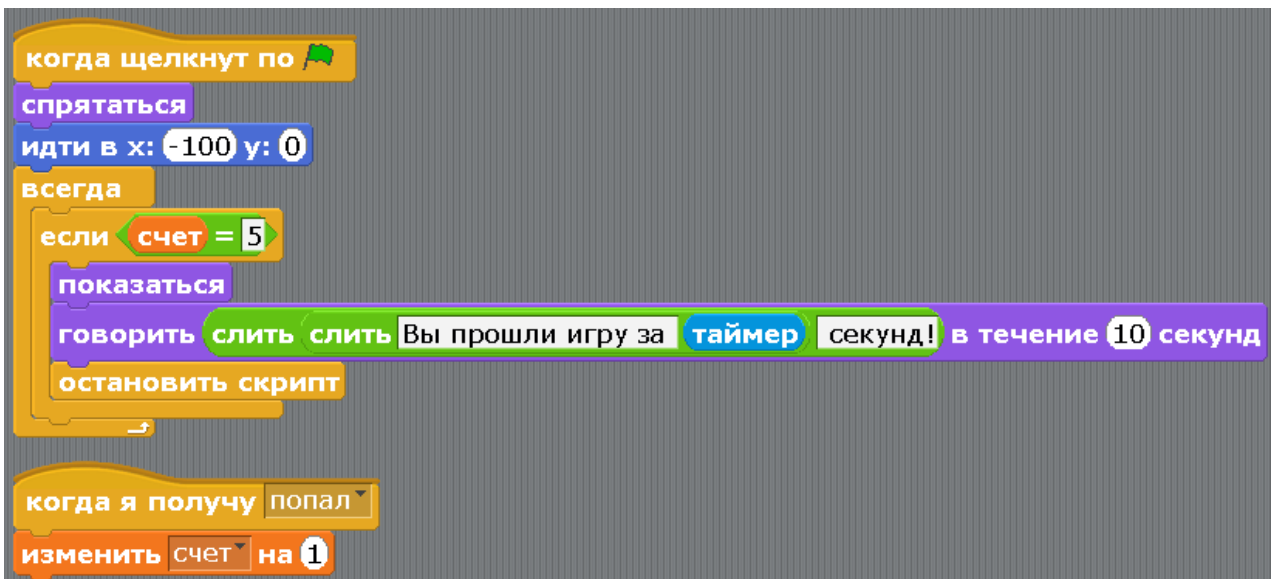 когда щелкнут по
спрятаться
идти в x: -100 y: 0
всегда
если счет = 5
показаться
говорить слить слить Вы прошли игру за таймер секунд! в течение 10 секунд
остановить скрипт
когда я получу попал
изменить счет на 1